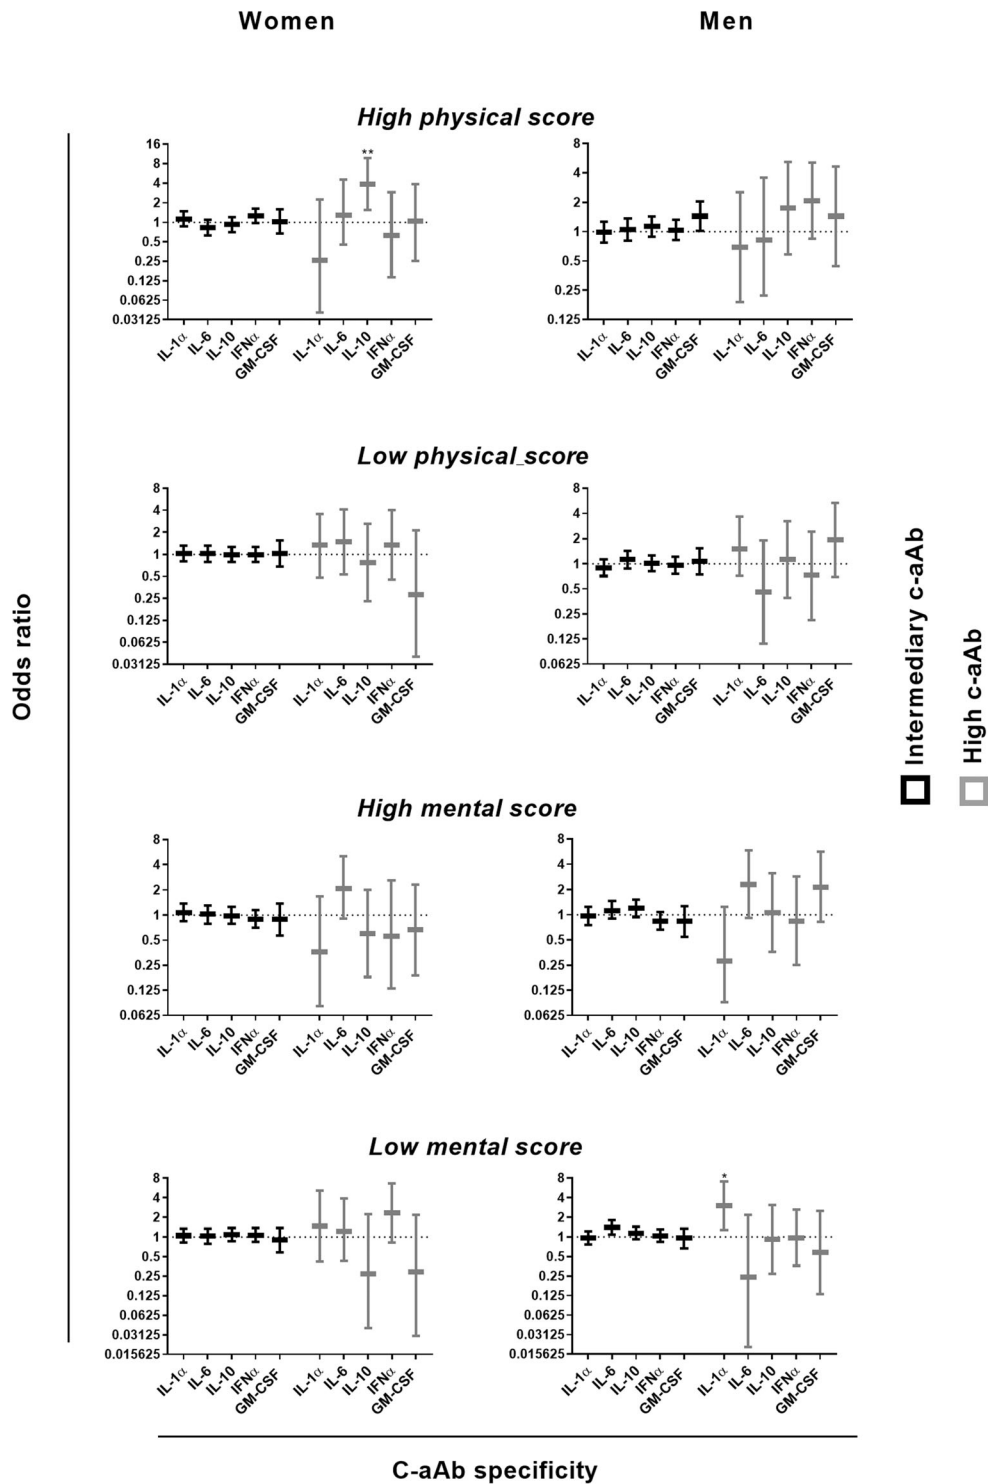 Women
Men
High physical score
16
8
4
2
1
0.5
0.25
0.125
0.0625
0.03125
**
IL-1α
IL-6
IL-10
IFNα
GM-CSF
IL-1α
IL-6
IL-10
IFNα
GM-CSF
8
4
2
1
0.5
0.25
0.125
IL-1α
IL-6
IL-10
IFNα
GM-CSF
IL-1α
IL-6
IL-10
IFNα
GM-CSF
Low physical_score
8
4
2
1
0.5
0.25
0.125
0.0625
0.03125
IL-1α
IL-6
IL-10
IFNα
GM-CSF
IL-1α
IL-6
IL-10
IFNα
GM-CSF
8
4
2
1
0.5
0.25
0.125
0.0625
IL-1α
IL-6
IL-10
IFNα
GM-CSF
IL-1α
IL-6
IL-10
IFNα
GM-CSF
High mental score
8
4
2
1
0.5
0.25
0.125
0.0625
IL-1α
IL-6
IL-10
IFNα
GM-CSF
IL-1α
IL-6
IL-10
IFNα
GM-CSF
8
4
2
1
0.5
0.25
0.125
0.0625
IL-1α
IL-6
IL-10
IFNα
GM-CSF
IL-1α
IL-6
IL-10
IFNα
GM-CSF
Low mental score
8
4
2
1
0.5
0.25
0.125
0.0625
0.03125
0.015625
IL-1α
IL-6
IL-10
IFNα
GM-CSF
IL-1α
IL-6
IL-10
IFNα
GM-CSF
8
4
2
1
0.5
0.25
0.125
0.0625
0.03125
0.015625
*
IL-1α
IL-6
IL-10
IFNα
GM-CSF
IL-1α
IL-6
IL-10
IFNα
GM-CSF
Odds ratio
C-aAb specificity
Intermediary c-aAb
High c-aAb